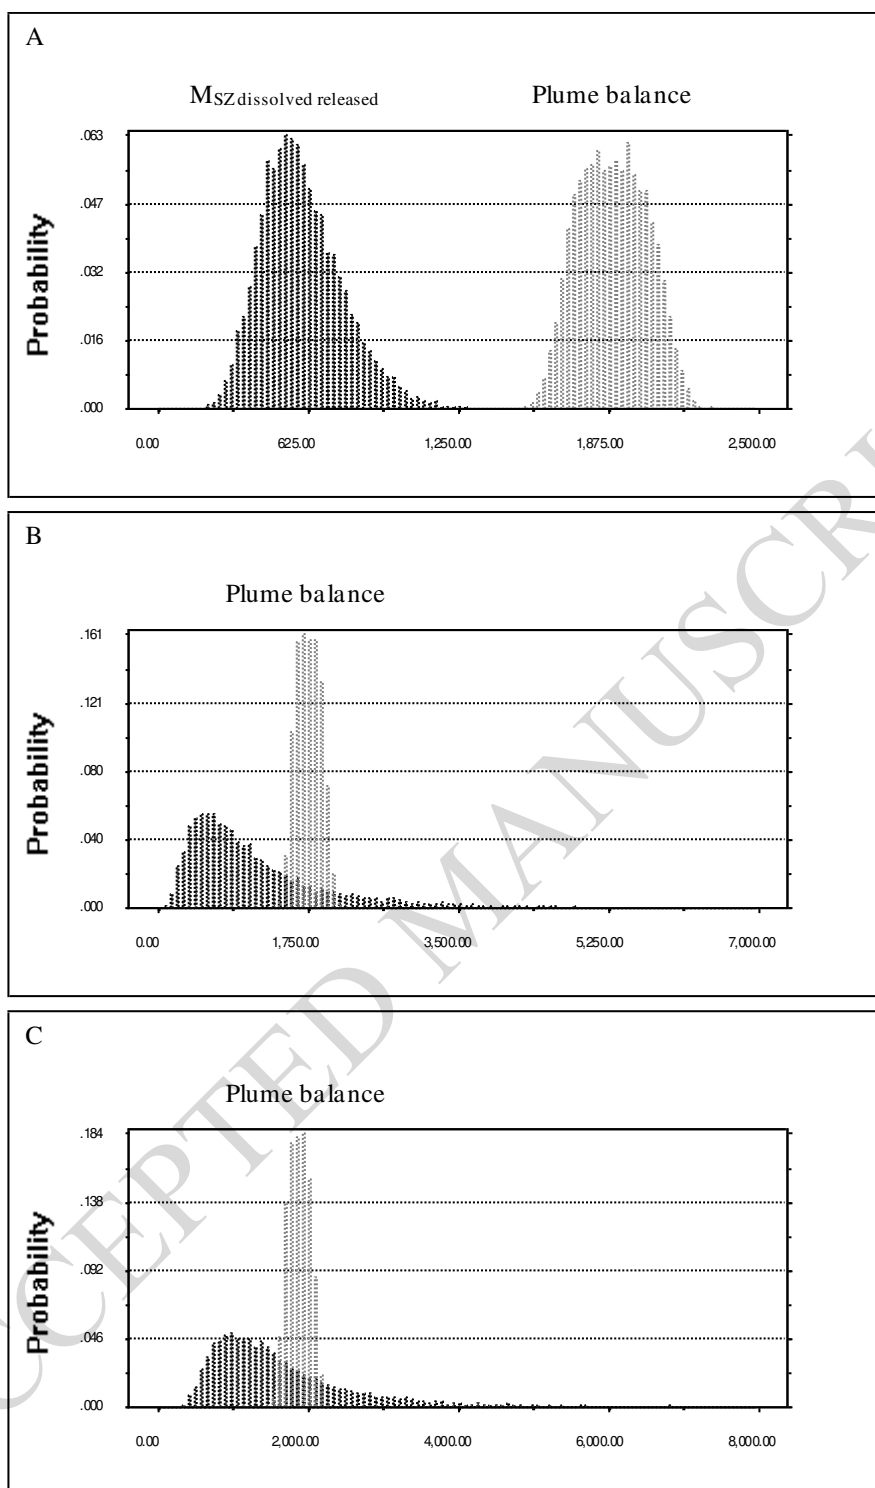 A
M_SZ dissolved released Plume balance
.063
.047
.032
.016
.000
Probability
0.00 625.00 1,250.00 1,875.00 2,500.00
B
Plume balance
.161
.121
.080
.040
.000
Probability
0.00 1,750.00 3,500.00 5,250.00 7,000.00
C
Plume balance
.184
.138
.092
.046
.000
Probability
0.00 2,000.00 4,000.00 6,000.00 8,000.00
CCEPTED MANUSCRI